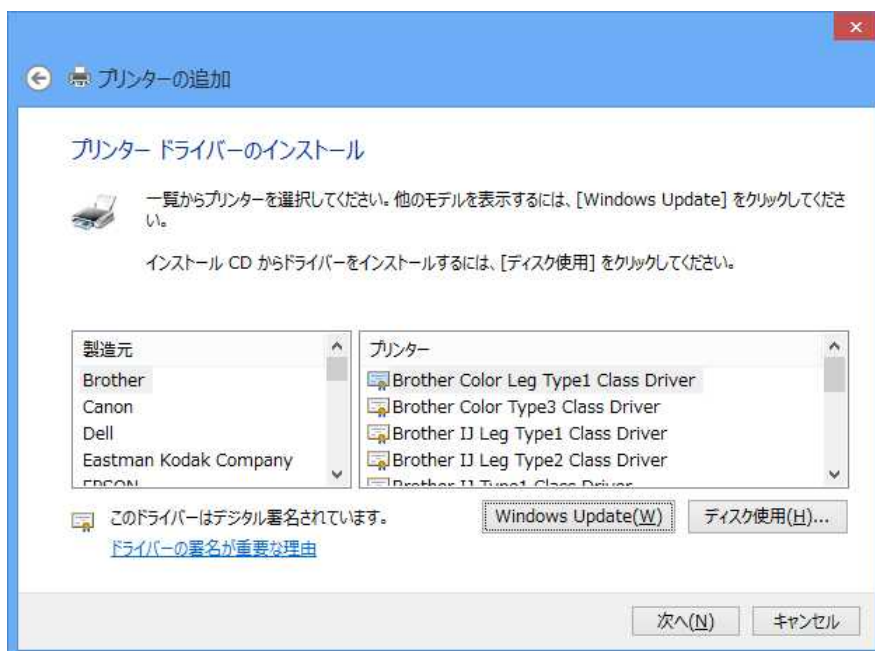 プリンターの追加
プリンター ドライバーのインストール
一覧からプリンターを選択してください。他のモデルを表示するには、[Windows Update] をクリックしてくださ
い。
インストール CD からドライバーをインストールするには、[ディスク使用] をクリックしてください。
製造元
Brother
Canon
Dell
Eastman Kodak Company
EPSON
プリンター
Brother Color Leg Type1 Class Driver
Brother Color Type3 Class Driver
Brother IJ Leg Type1 Class Driver
Brother IJ Leg Type2 Class Driver
Brother IJ Type1 Class Driver
このドライバーはデジタル署名されています。
ドライバーの署名が重要な理由
Windows Update(W)
ディスク使用(H)...
次へ(N)
キャンセル